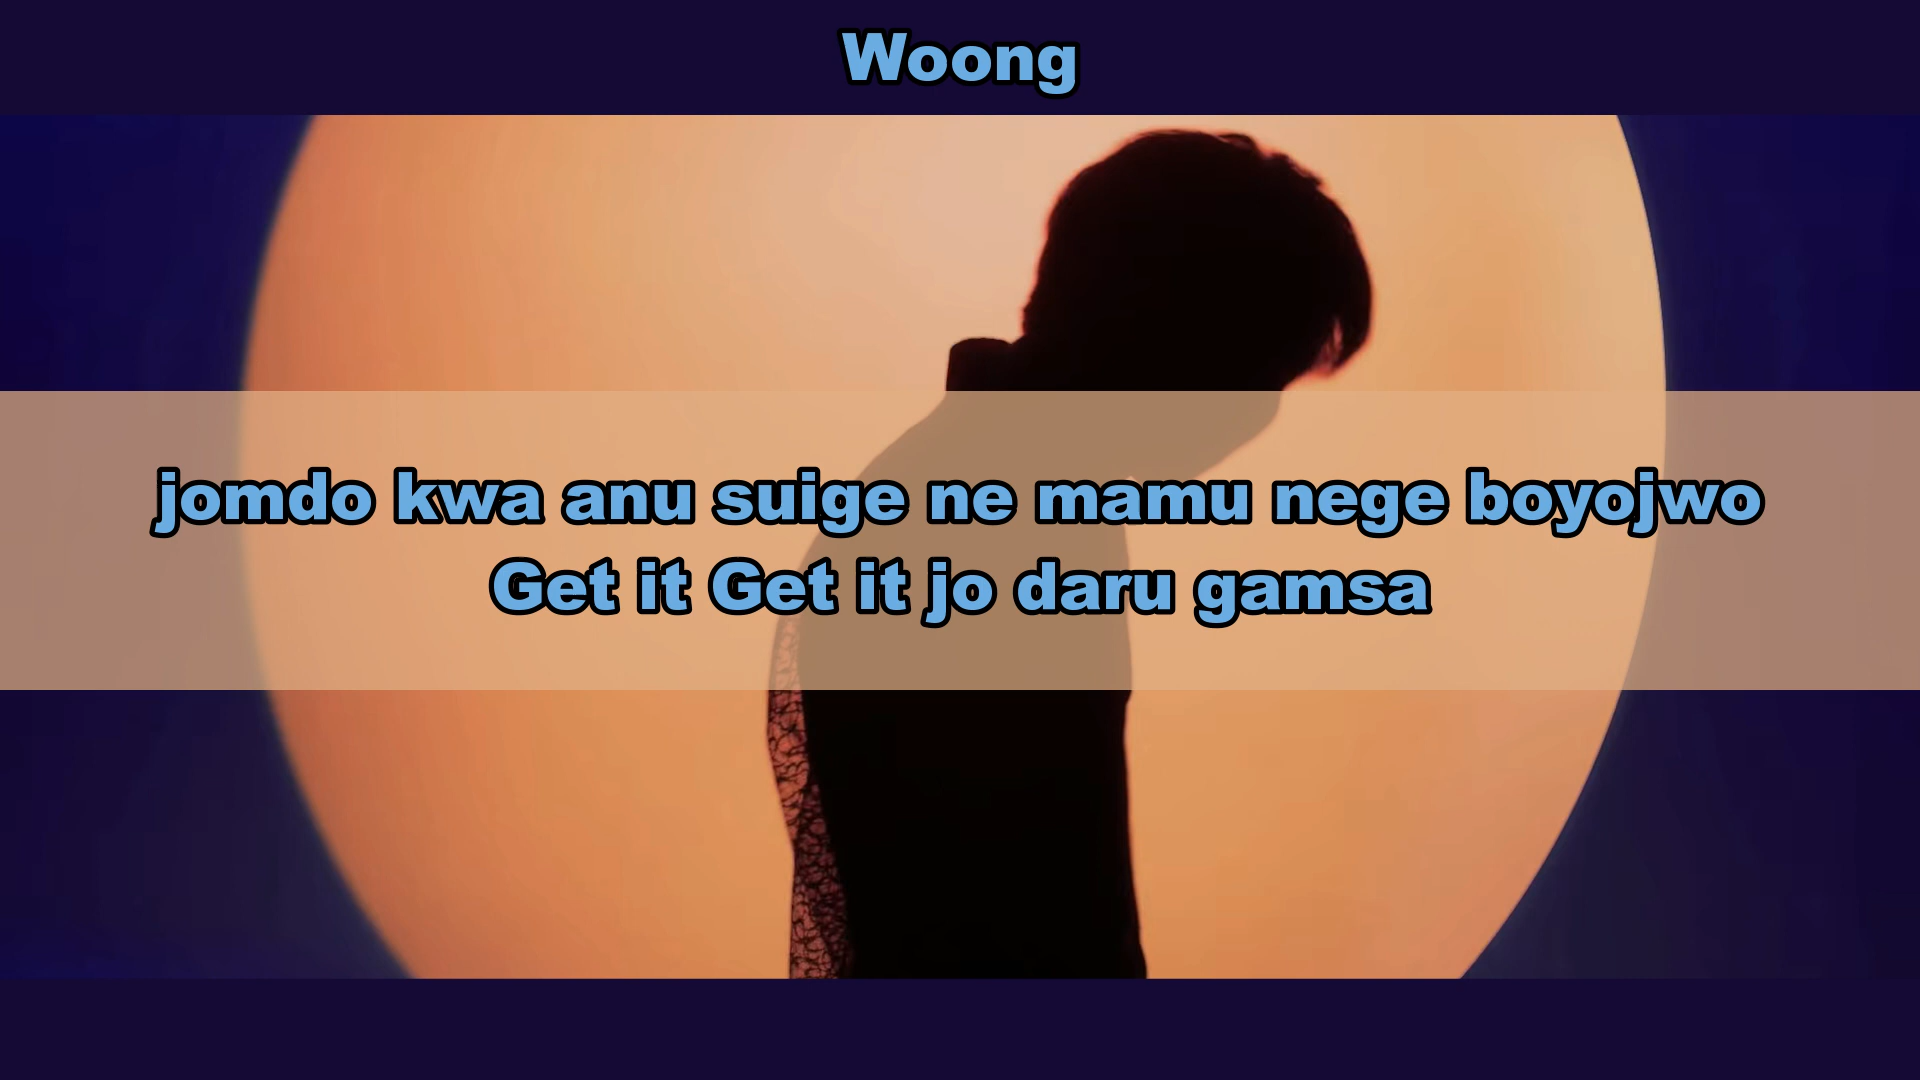 Woong
jomdo kwa anu suige ne mamu nege boyojwo
Get it Get it jo daru gamsa